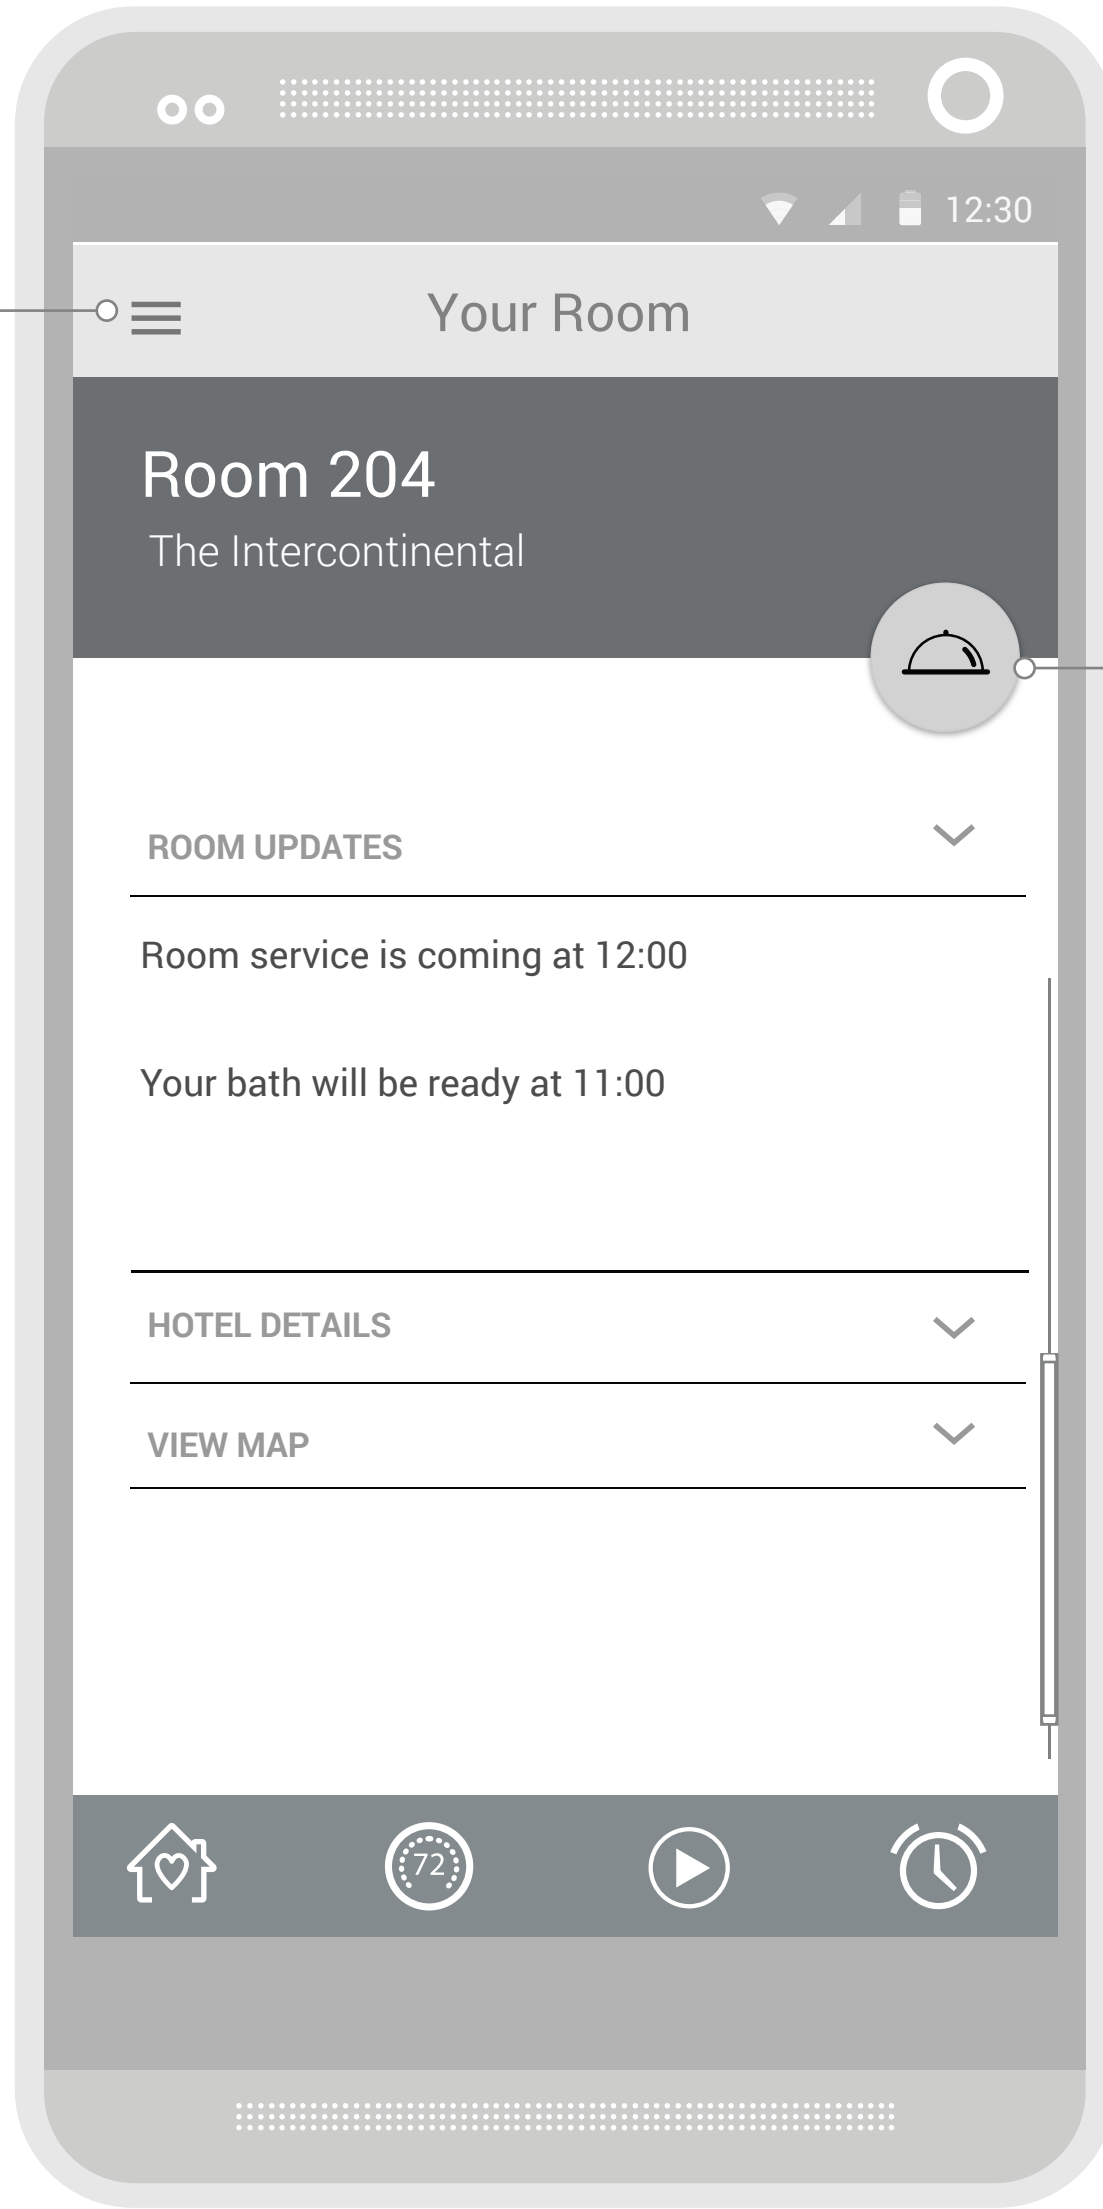 12:30
Your Room
Room 204
The Intercontinental
ROOM UPDATES
Room service is coming at 12:00
Your bath will be ready at 11:00
HOTEL DETAILS
VIEW MAP
72